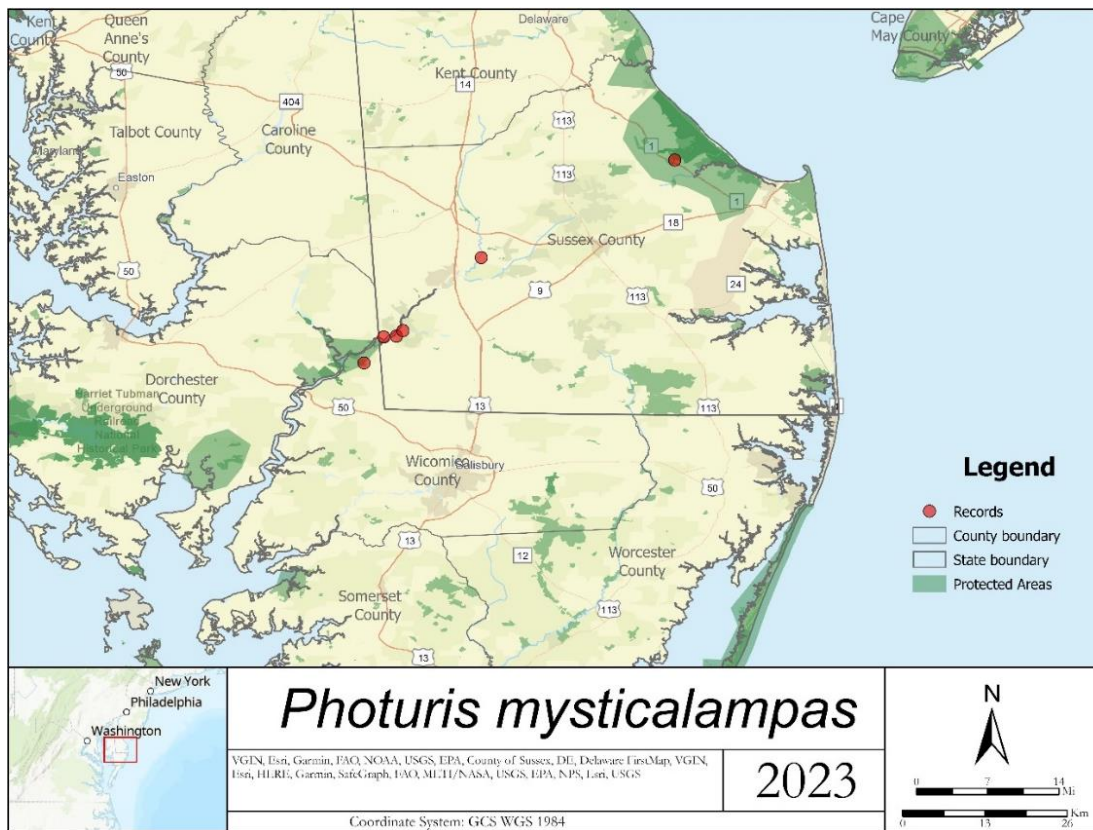 Kent
County
Queen
Anne's
County
Delaware
Cape
May County
50
Kent County
14
404
113
Talbot County
Caroline
County
Maryland
1
Easton
113
1
18
Sussex County
50
24
9
113
Dorchester
County
Harriet Tubman
Underground
Railroad
National
Historical Park
50
13
113
Wicomico
County
Salisbury
50
Legend
Records
County boundary
State boundary
Protected Areas
13
12
Worcester
County
Somerset
County
113
13
New York
Philadelphia
Washington
Photuris mysticalampas
VGIN, Esri, Garmin, FAO, NOAA, USGS, EPA, County of Sussex, DE, Delaware FirstMap, VGIN,
Esri, HERE, Garmin, SafeGraph, FAO, METI/NASA, USGS, EPA, NPS, Esri, USGS
2023
Coordinate System: GCS WGS 1984
N
0 7 14
Mi
Km
0 13 26